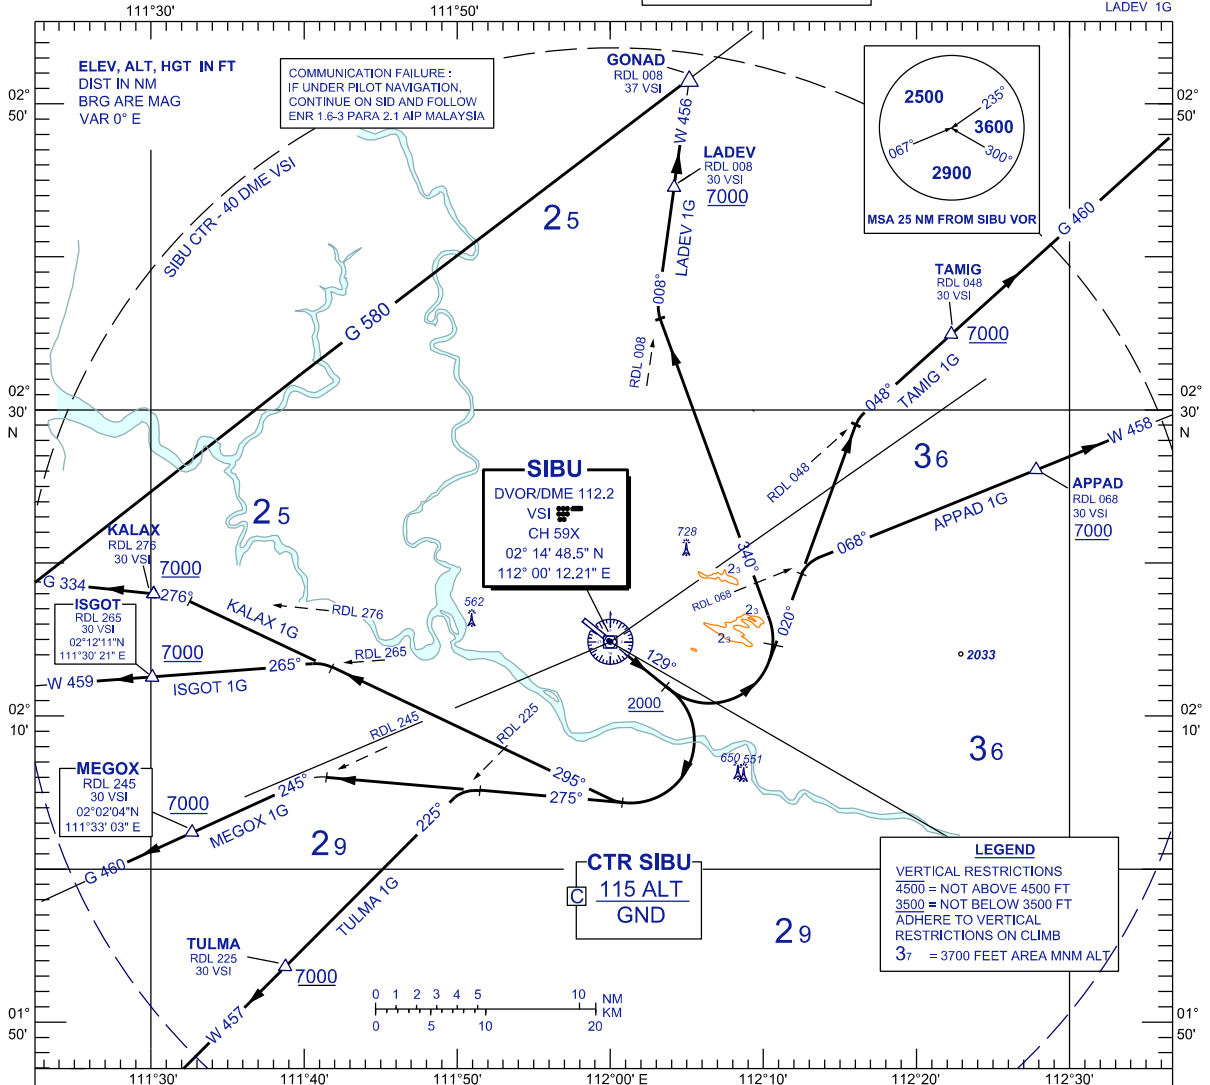 111°30'
111°50'
LADEV 1G
ELEV, ALT, HGT IN FT
DIST IN NM
BRG ARE MAG
VAR 0° E
COMMUNICATION FAILURE :
IF UNDER PILOT NAVIGATION,
CONTINUE ON SID AND FOLLOW
ENR 1.6-3 PARA 2.1 AIP MALAYSIA
GONAD
RDL 008
37 VSI
2500
235°
3600
067°
300°
2900
MSA 25 NM FROM SIBU VOR
02°
50'
02°
50'
SIBU CTR - 40 DME VSI
W 456
LADEV
RDL 008
30 VSI
7000
LADEV 1G
25
G 460
TAMIG
RDL 048
30 VSI
7000
008°
G 580
RDL 008
TAMIG 1G
048°
02°
30'
N
02°
30'
N
W 458
36
RDL 048
APPAD
RDL 068
30 VSI
7000
APPAD 1G
068°
SIBU
DVOR/DME 112.2
VSI
CH 59X
02° 14' 48.5" N
112° 00' 12.21" E
25
KALAX
RDL 276
30 VSI
7000
G 334
276°
728
340°
23
RDL 068
23
23
020°
562
RDL 276
KALAX 1G
ISGOT
RDL 265
30 VSI
02°12'11"N
111°30' 21" E
7000
W 459
265°
RDL 265
ISGOT 1G
129°
2033
2000
RDL 245
RDL 225
02°
10'
02°
10'
36
650
551
MEGOX
RDL 245
30 VSI
02°02'04"N
111°33' 03" E
7000
245°
295°
275°
MEGOX 1G
225°
G 460
29
TULMA 1G
CTR SIBU
C
115 ALT
GND
LEGEND
VERTICAL RESTRICTIONS
4500 = NOT ABOVE 4500 FT
3500 = NOT BELOW 3500 FT
ADHERE TO VERTICAL
RESTRICTIONS ON CLIMB
37 = 3700 FEET AREA MNM ALT
29
TULMA
RDL 225
30 VSI
7000
W 457
0 1 2 3 4 5 10 NM
KM
0 5 10 20
01°
50'
01°
50'
111°30'
111°40'
111°50'
112°00' E
112°10'
112°20'
112°30'